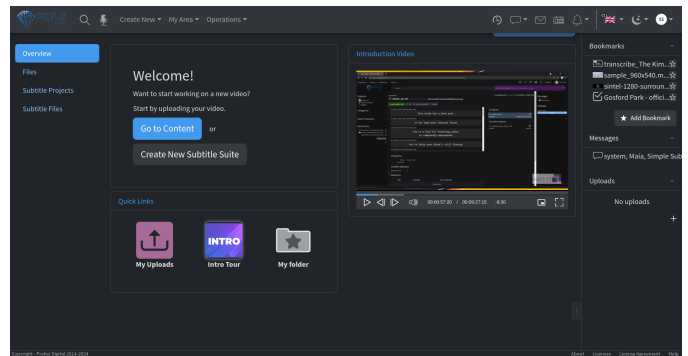 PROFUZ
Create New
My Area
Operations
SS
Overview
Files
Subtitle Projects
Subtitle Files
Welcome!
Want to start working on a new video?
Start by uploading your video.
Go to Content
or
Create New Subtitle Suite
Quick Links
My Uploads
INTRO
Intro Tour
My folder
Introduction Video
00:00:57.20 / 00:09:27:15 -8:30
Bookmarks
transcribe_The Kim...
sample_960x540.m...
sintel-1280-surroun...
Gosford Park - offici...
Add Bookmark
Messages
system, Maia, Simple Sub
Uploads
No uploads
+
Copyright - Profuz Digital 2014-2024
About
Licenses
License Agreement
Help